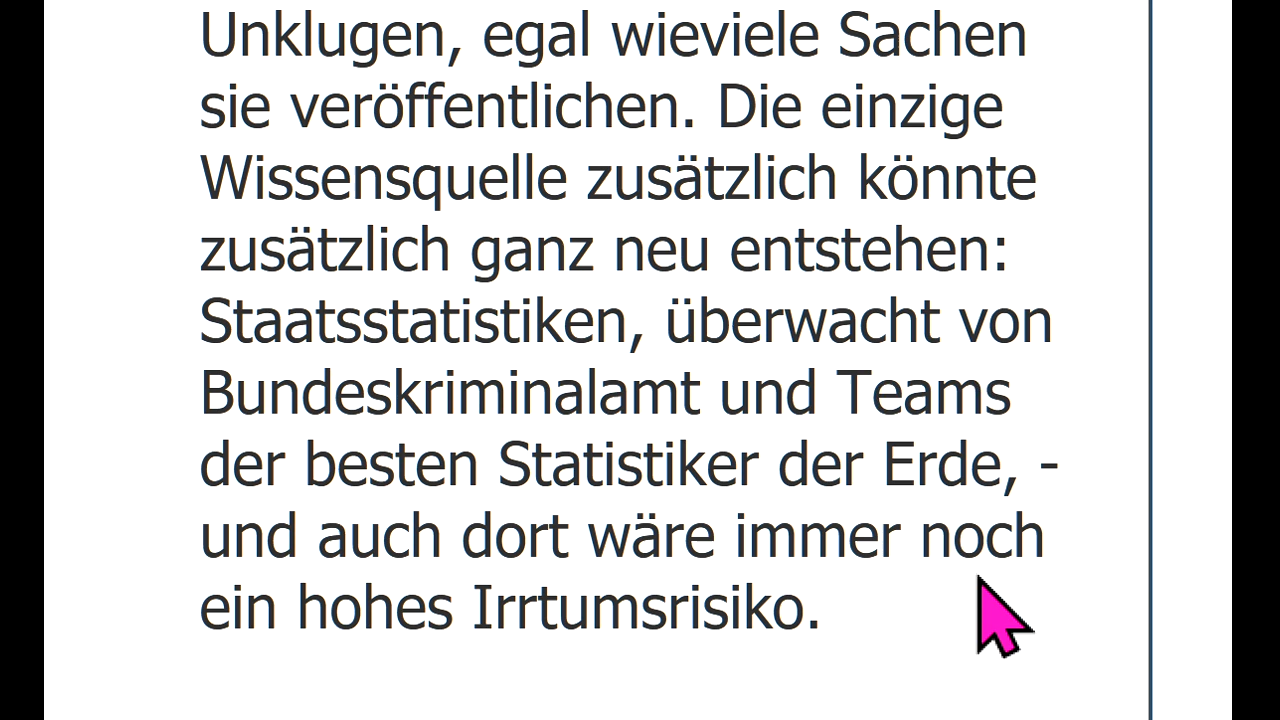 Unklugen, egal wieviele Sachen
sie veröffentlichen. Die einzige
Wissensquelle zusätzlich könnte
zusätzlich ganz neu entstehen:
Staatsstatistiken, überwacht von
Bundeskriminalamt und Teams
der besten Statistiker der Erde, -
und auch dort wäre immer noch
ein hohes Irrtumsrisiko.